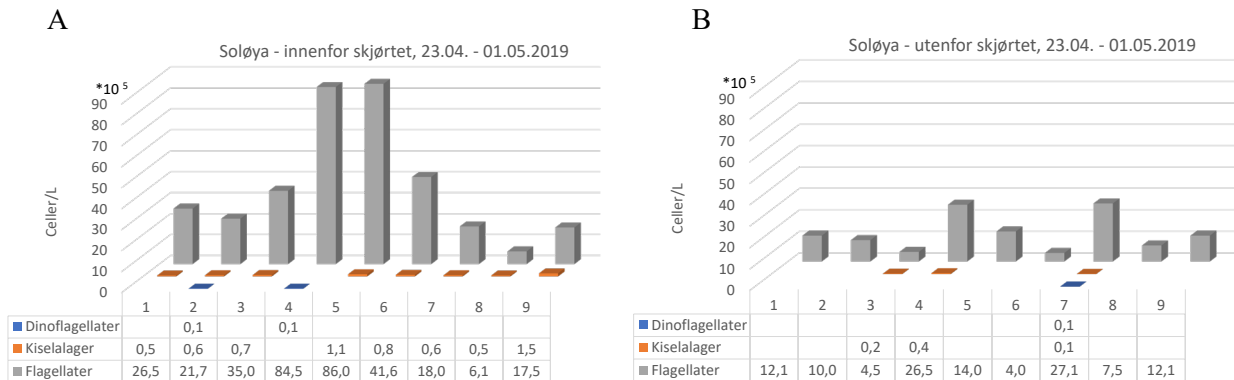 A
Soløya - innenfor skjørtet, 23.04. - 01.05.2019
*10 5
90
80
70
60
50
40
30
20
10
0
Celler/L
1 2 3 4 5 6 7 8 9
Dinoflagellater 0,1 0,1
Kiselalager 0,5 0,6 0,7 1,1 0,8 0,6 0,5 1,5
Flagellater 26,5 21,7 35,0 84,5 86,0 41,6 18,0 6,1 17,5
B
Soløya - utenfor skjørtet, 23.04. - 01.05.2019
*10 5
90
80
70
60
50
40
30
20
10
0
Celler/L
1 2 3 4 5 6 7 8 9
Dinoflagellater 0,1
Kiselalager 0,2 0,4 0,1
Flagellater 12,1 10,0 4,5 26,5 14,0 4,0 27,1 7,5 12,1